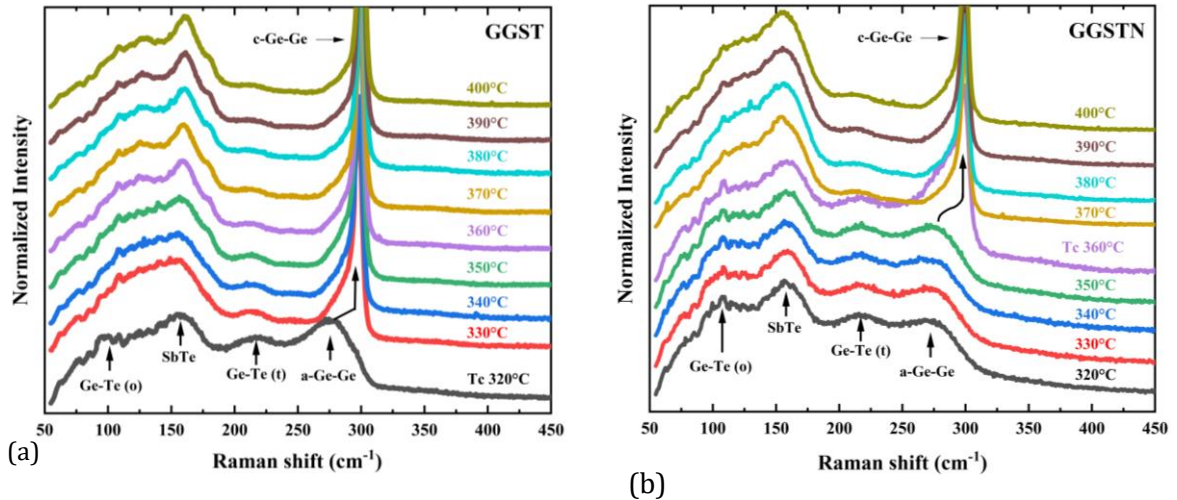 GGST
c-Ge-Ge
400°C
390°C
380°C
370°C
360°C
350°C
340°C
330°C
Tc 320°C
Ge-Te (o)
SbTe
Ge-Te (t)
a-Ge-Ge
Normalized Intensity
50 100 150 200 250 300 350 400 450
Raman shift (cm⁻¹)
(a)
GGSTN
c-Ge-Ge
400°C
390°C
380°C
370°C
Tc 360°C
350°C
340°C
330°C
320°C
Ge-Te (o)
SbTe
Ge-Te (t)
a-Ge-Ge
Normalized Intensity
50 100 150 200 250 300 350 400 450
Raman shift (cm⁻¹)
(b)